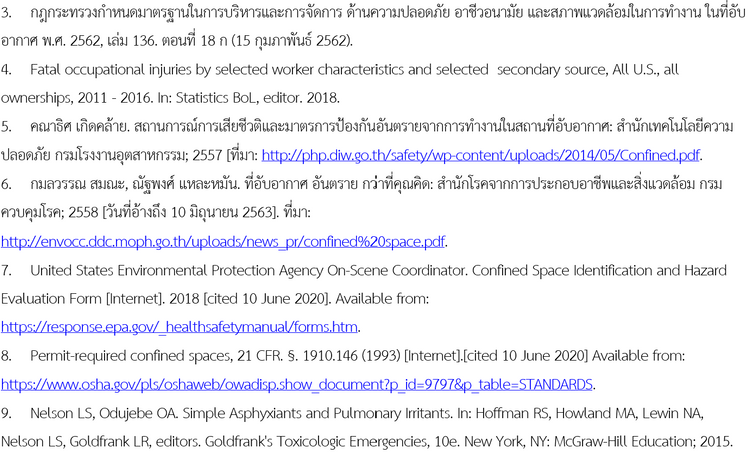 3. กฎกระทรวงกำหนดมาตรฐานในการบริหารและการจัดการ ด้านความปลอดภัย อาชีวอนามัย และสภาพแวดล้อมในการทำงาน ในที่อับ
อากาศ พ.ศ. 2562, เล่ม 136. ตอนที่ 18 ก (15 กุมภาพันธ์ 2562).
4. Fatal occupational injuries by selected worker characteristics and selected secondary source, All U.S., all
ownerships, 2011 - 2016. In: Statistics BoL, editor. 2018.
5. คณาธิศ เกิดคล้าย. สถานการณ์การเสียชีวติและมาตรการป้องกันอันตรายจากการทำงานในสถานที่อับอากาศ: สำนักเทคโนโลยีความ
ปลอดภัย กรมโรงงานอุตสาหกรรม; 2557 [ที่มา: http://php.diw.go.th/safety/wp-content/uploads/2014/05/Confined.pdf.
6. กมลวรรณ สมณะ, ณัฐพงศ์ แหละหมัน. ที่อับอากาศ อันตราย กว่าที่คุณคิด: สำนักโรคจากการประกอบอาชีพและสิ่งแวดล้อม กรม
ควบคุมโรค; 2558 [วันที่อ้างถึง 10 มิถุนายน 2563]. ที่มา:
http://envocc.ddc.moph.go.th/uploads/news_pr/confined%20space.pdf.
7. United States Environmental Protection Agency On-Scene Coordinator. Confined Space Identification and Hazard
Evaluation Form [Internet]. 2018 [cited 10 June 2020]. Available from:
https://response.epa.gov/_healthsafetymanual/forms.htm.
8. Permit-required confined spaces, 21 CFR. §. 1910.146 (1993) [Internet].[cited 10 June 2020] Available from:
https://www.osha.gov/pls/oshaweb/owadisp.show_document?p_id=9797&p_table=STANDARDS.
9. Nelson LS, Odujebe OA. Simple Asphyxiants and Pulmonary Irritants. In: Hoffman RS, Howland MA, Lewin NA,
Nelson LS, Goldfrank LR, editors. Goldfrank's Toxicologic Emergencies, 10e. New York, NY: McGraw-Hill Education; 2015.